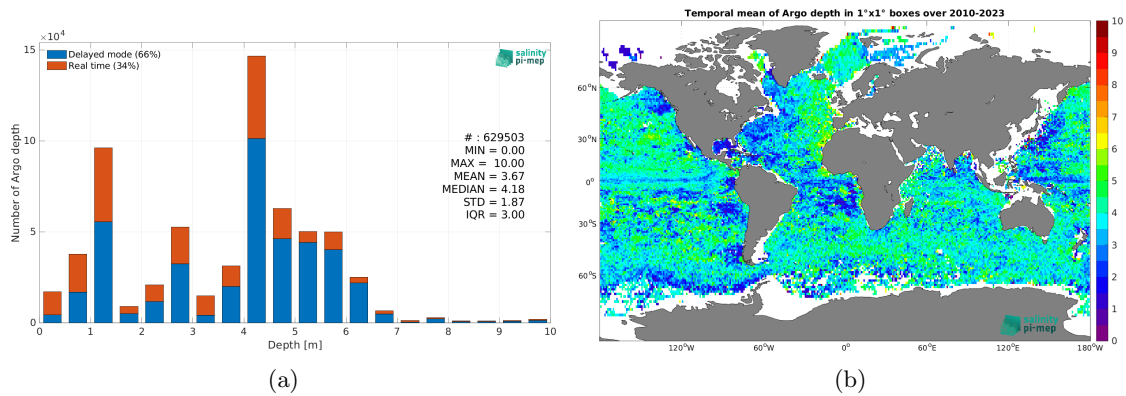 ×10⁴
15
10
5
0
Number of Argo depth
Delayed mode (66%)
Real time (34%)
salinity
pi-mep
# : 629503
MIN = 0.00
MAX = 10.00
MEAN = 3.67
MEDIAN = 4.18
STD = 1.87
IQR = 3.00
0 1 2 3 4 5 6 7 8 9 10
Depth [m]
(a)
Temporal mean of Argo depth in 1°x1° boxes over 2010-2023
60°N
30°N
0°
30°S
60°S
120°W 60°W 0° 60°E 120°E 180°W
salinity
pi-mep
10
9
8
7
6
5
4
3
2
1
0
(b)